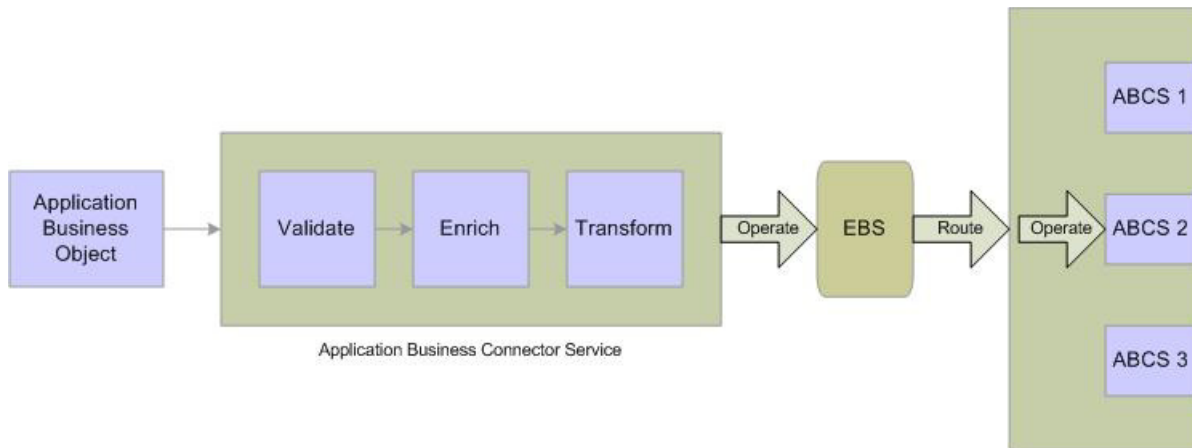 Application
Business
Object
Validate
Enrich
Transform
Application Business Connector Service
Operate
EBS
Route
Operate
ABCS 1
ABCS 2
ABCS 3